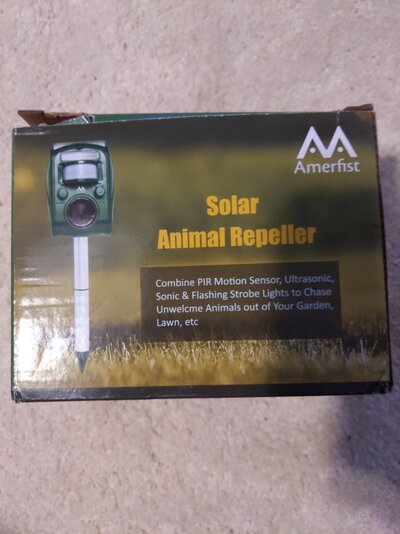 Amerfist
Solar
Animal Repeller
Combine PIR Motion Sensor, Ultrasonic,
Sonic & Flashing Strobe Lights to Chase
Unwelcme Animals out of Your Garden,
Lawn, etc